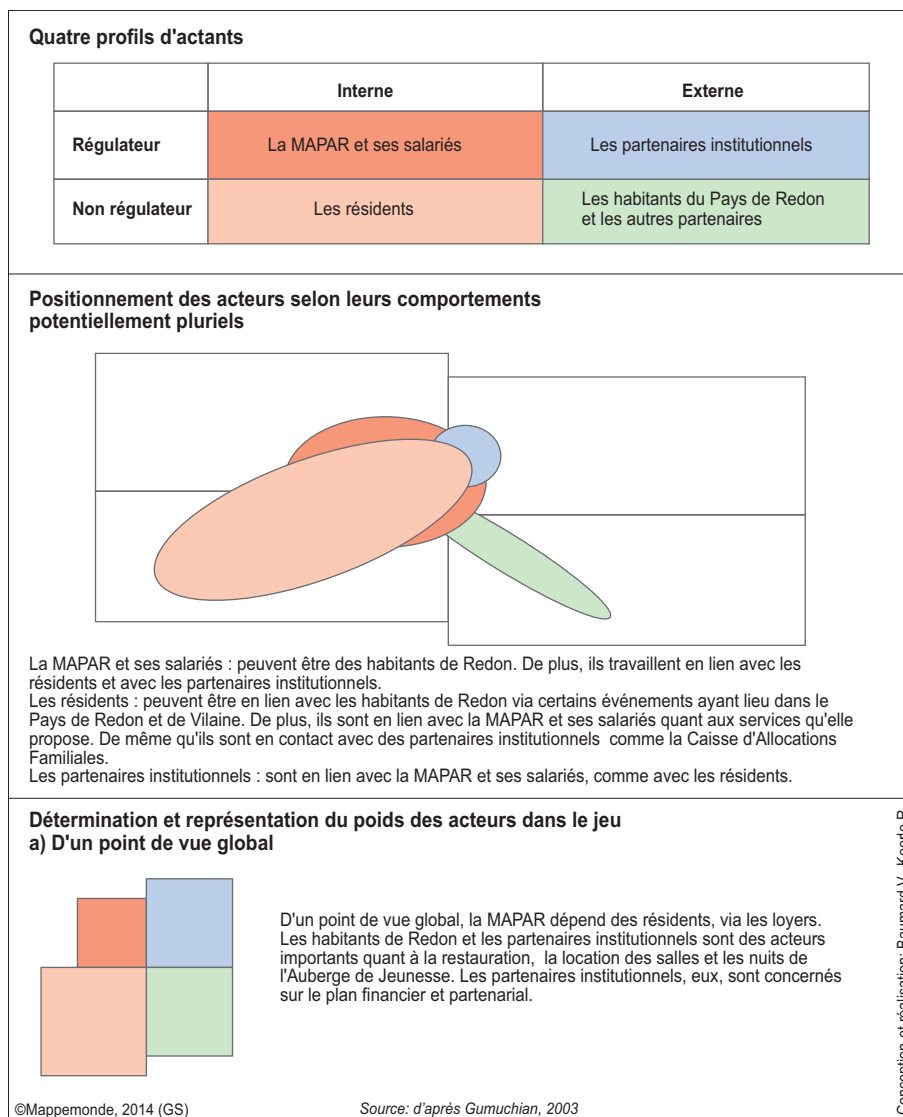 Quatre profils d'actants
Interne
Externe
Régulateur
La MAPAR et ses salariés
Les partenaires institutionnels
Non régulateur
Les résidents
Les habitants du Pays de Redon
et les autres partenaires
Positionnement des acteurs selon leurs comportements
potentiellement pluriels
La MAPAR et ses salariés : peuvent être des habitants de Redon. De plus, ils travaillent en lien avec les
résidents et avec les partenaires institutionnels.
Les résidents : peuvent être en lien avec les habitants de Redon via certains événements ayant lieu dans le
Pays de Redon et de Vilaine. De plus, ils sont en lien avec la MAPAR et ses salariés quant aux services qu'elle
propose. De même qu'ils sont en contact avec des partenaires institutionnels comme la Caisse d'Allocations
Familiales.
Les partenaires institutionnels : sont en lien avec la MAPAR et ses salariés, comme avec les résidents.
Détermination et représentation du poids des acteurs dans le jeu
a) D'un point de vue global
D'un point de vue global, la MAPAR dépend des résidents, via les loyers.
Les habitants de Redon et les partenaires institutionnels sont des acteurs
importants quant à la restauration, la location des salles et les nuits de
l'Auberge de Jeunesse. Les partenaires institutionnels, eux, sont concernés
sur le plan financier et partenarial.
©Mappemonde, 2014 (GS)
Source: d'après Gumuchian, 2003
Conception et réalisation: